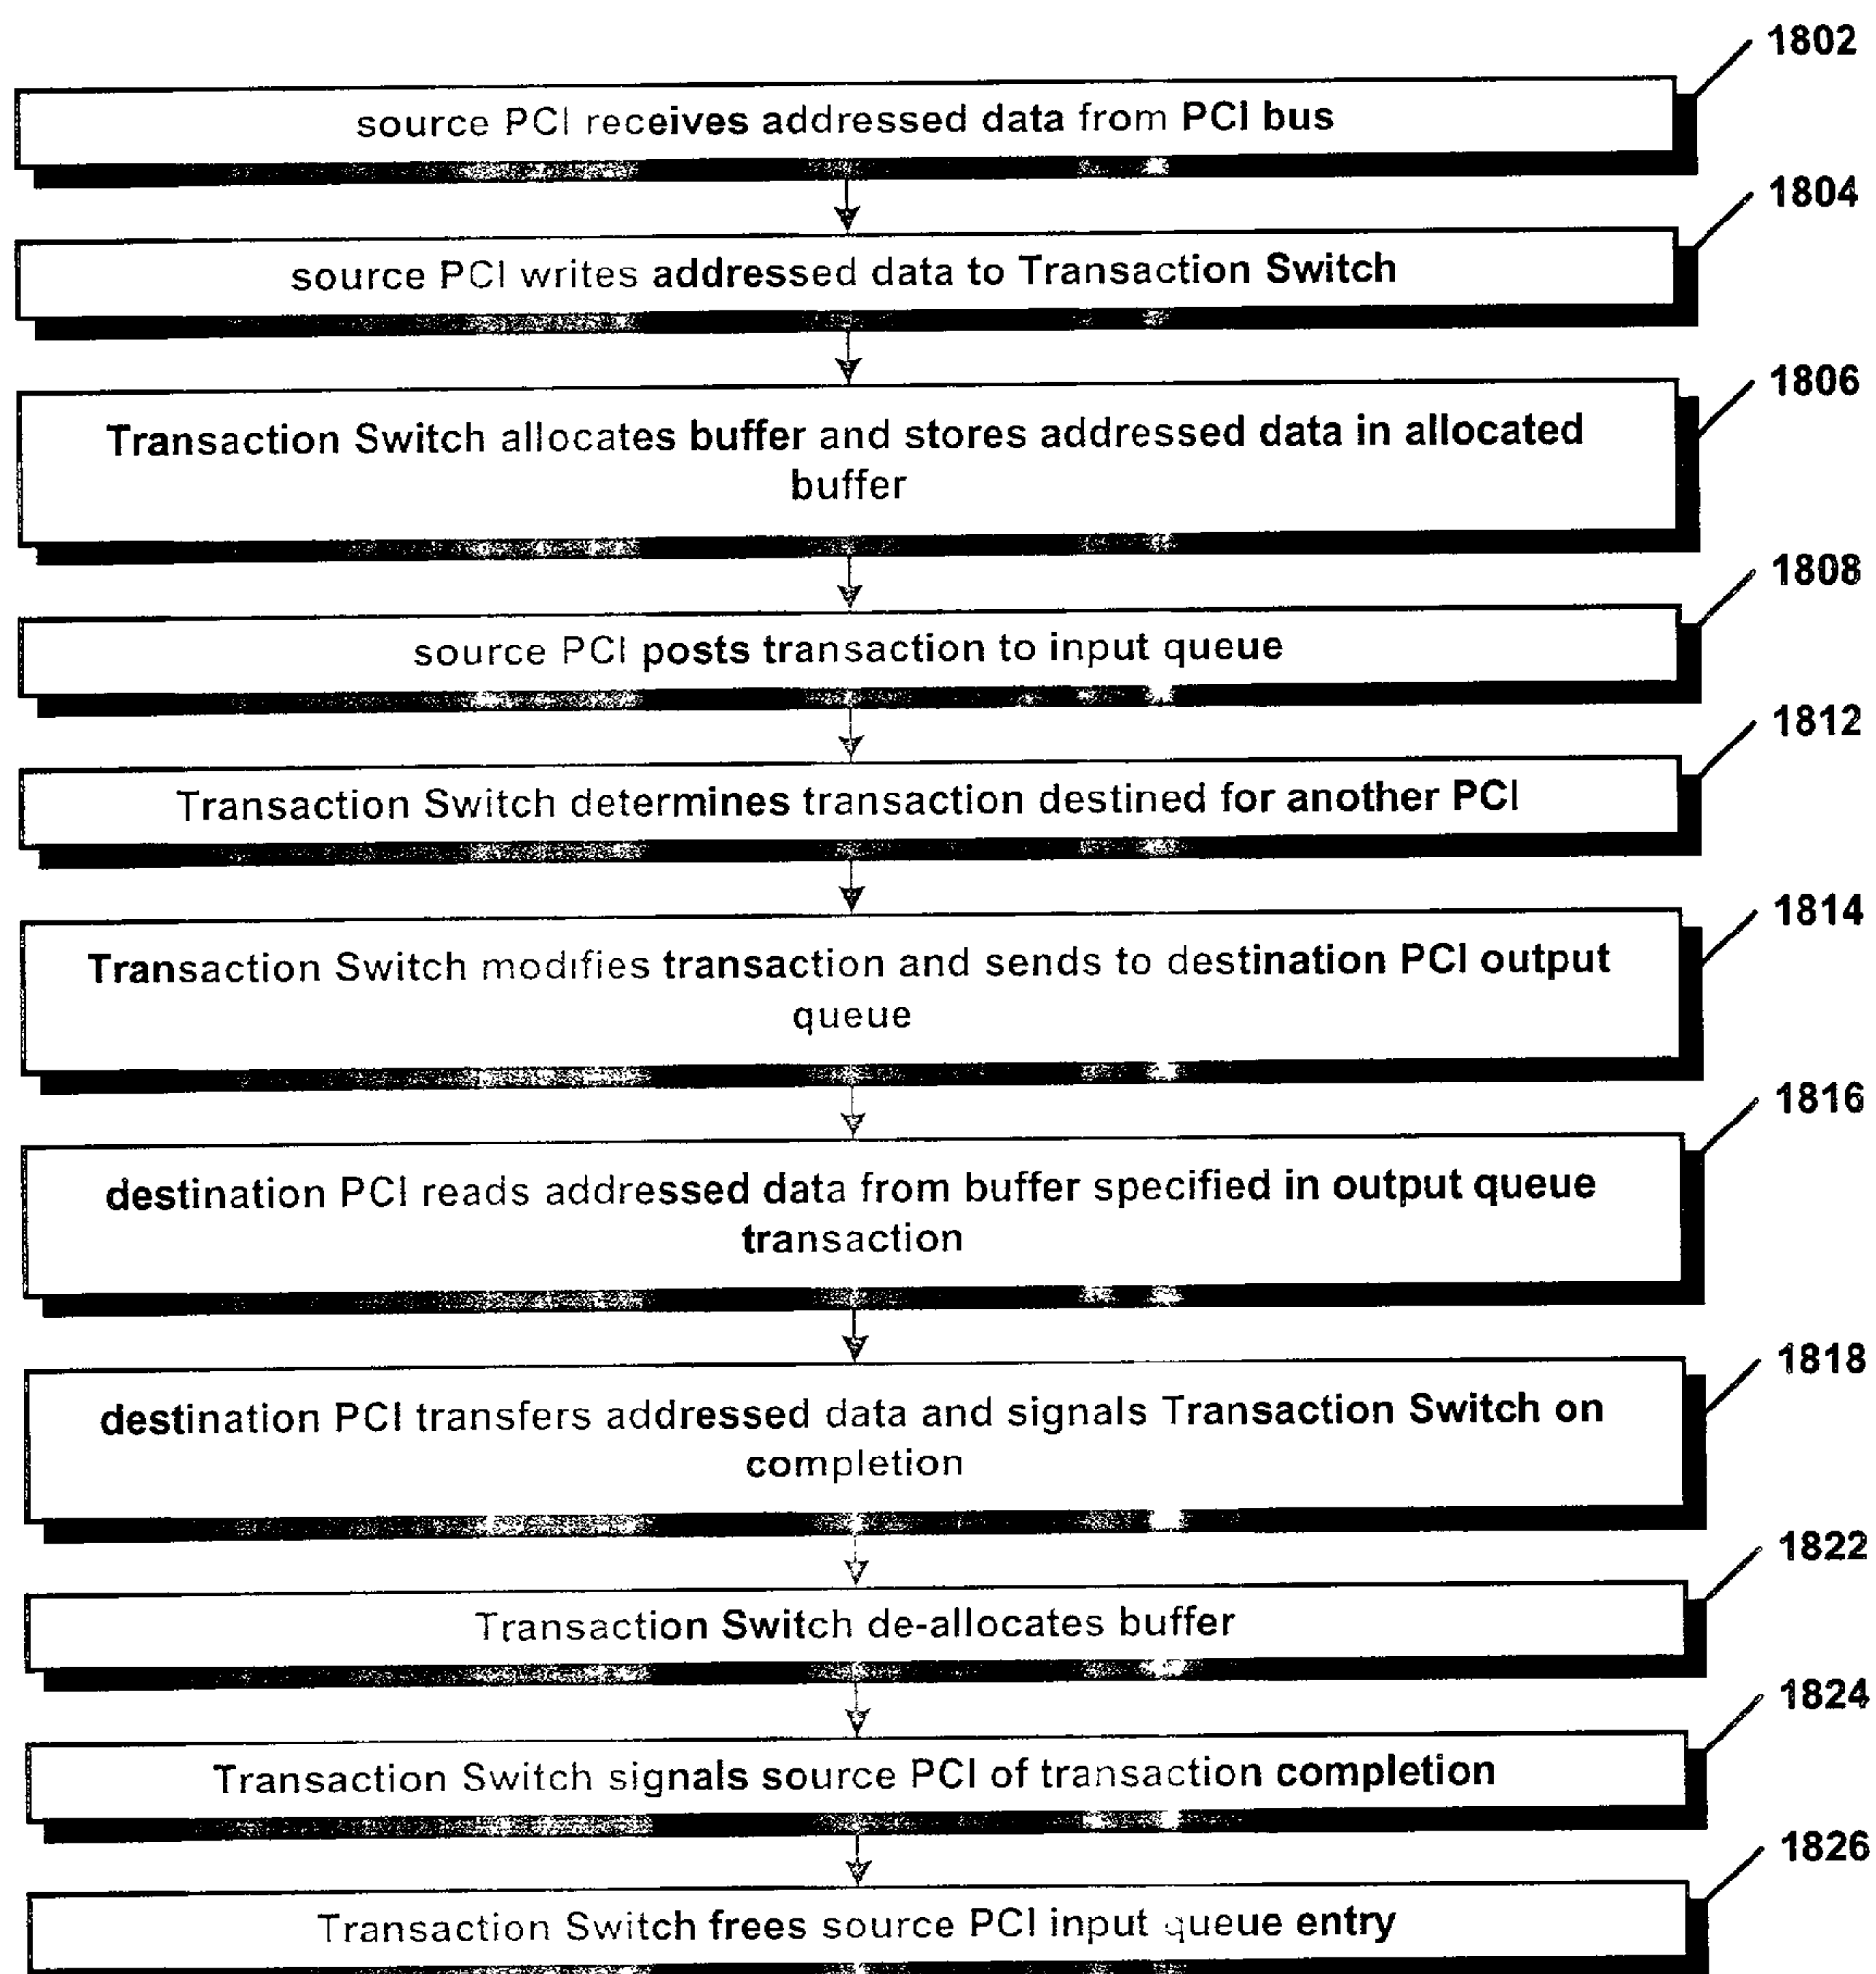 1802
source PCI receives addressed data from PCI bus
1804
source PCI writes addressed data to Transaction Switch
1806
Transaction Switch allocates buffer and stores addressed data in allocated
buffer
1808
source PCI posts transaction to input queue
1812
Transaction Switch determines transaction destined for another PCI
1814
Transaction Switch modifies transaction and sends to destination PCI output
queue
1816
destination PCI reads addressed data from buffer specified in output queue
transaction
1818
destination PCI transfers addressed data and signals Transaction Switch on
completion
1822
Transaction Switch de-allocates buffer
1824
Transaction Switch signals source PCI of transaction completion
1826
Transaction Switch frees source PCI input queue entry